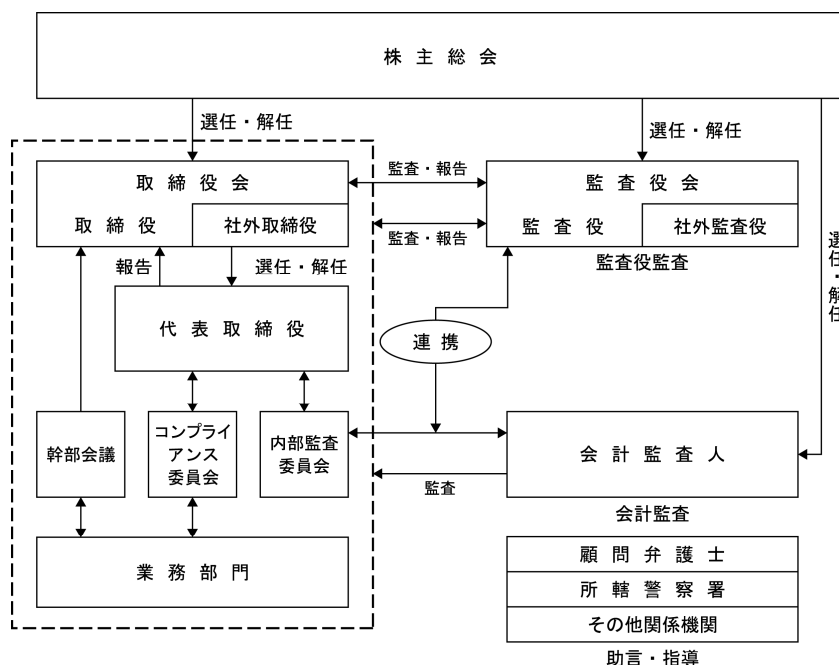 株主総会
選任・解任
選任・解任
取締役会
監査・報告
監査役会
取締役
社外取締役
監査・報告
監査役
社外監査役
選任・解任
監査役監査
報告
選任・解任
代表取締役
連携
幹部会議
コンプライ
アンス
委員会
内部監査
委員会
会計監査人
監査
会計監査
業務部門
顧問弁護士
所轄警察署
その他関係機関
助言・指導